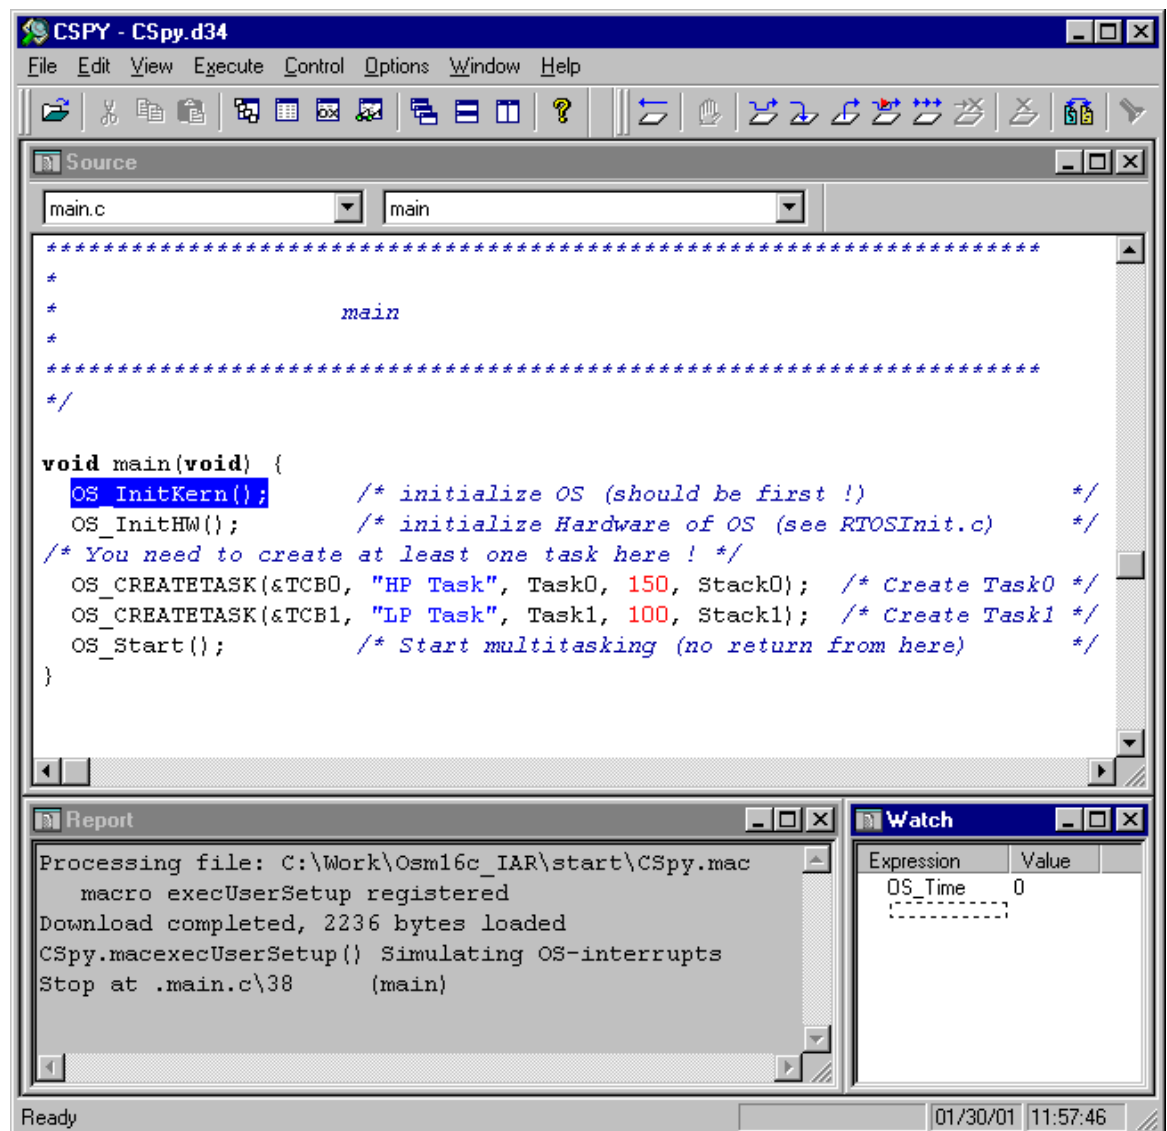 CSPY - CSpy.d34
File Edit View Execute Control Options Window Help
Source
main.c main
**********************************************************************
*
* main
*
**********************************************************************
*/
void main(void) {
OS_InitKern(); /* initialize OS (should be first !) */
OS_InitHW(); /* initialize Hardware of OS (see RTOSInit.c) */
/* You need to create at least one task here ! */
OS_CREATETASK(&TCB0, "HP Task", Task0, 150, Stack0); /* Create Task0 */
OS_CREATETASK(&TCB1, "LP Task", Task1, 100, Stack1); /* Create Task1 */
OS_Start(); /* Start multitasking (no return from here) */
}
Report
Processing file: C:\Work\Osm16c_IAR\start\CSpy.mac
macro execUserSetup registered
Download completed, 2236 bytes loaded
CSpy.macexecUserSetup() Simulating OS-interrupts
Stop at .main.c\38 (main)
Watch
Expression Value
OS_Time 0
Ready 01/30/01 11:57:46